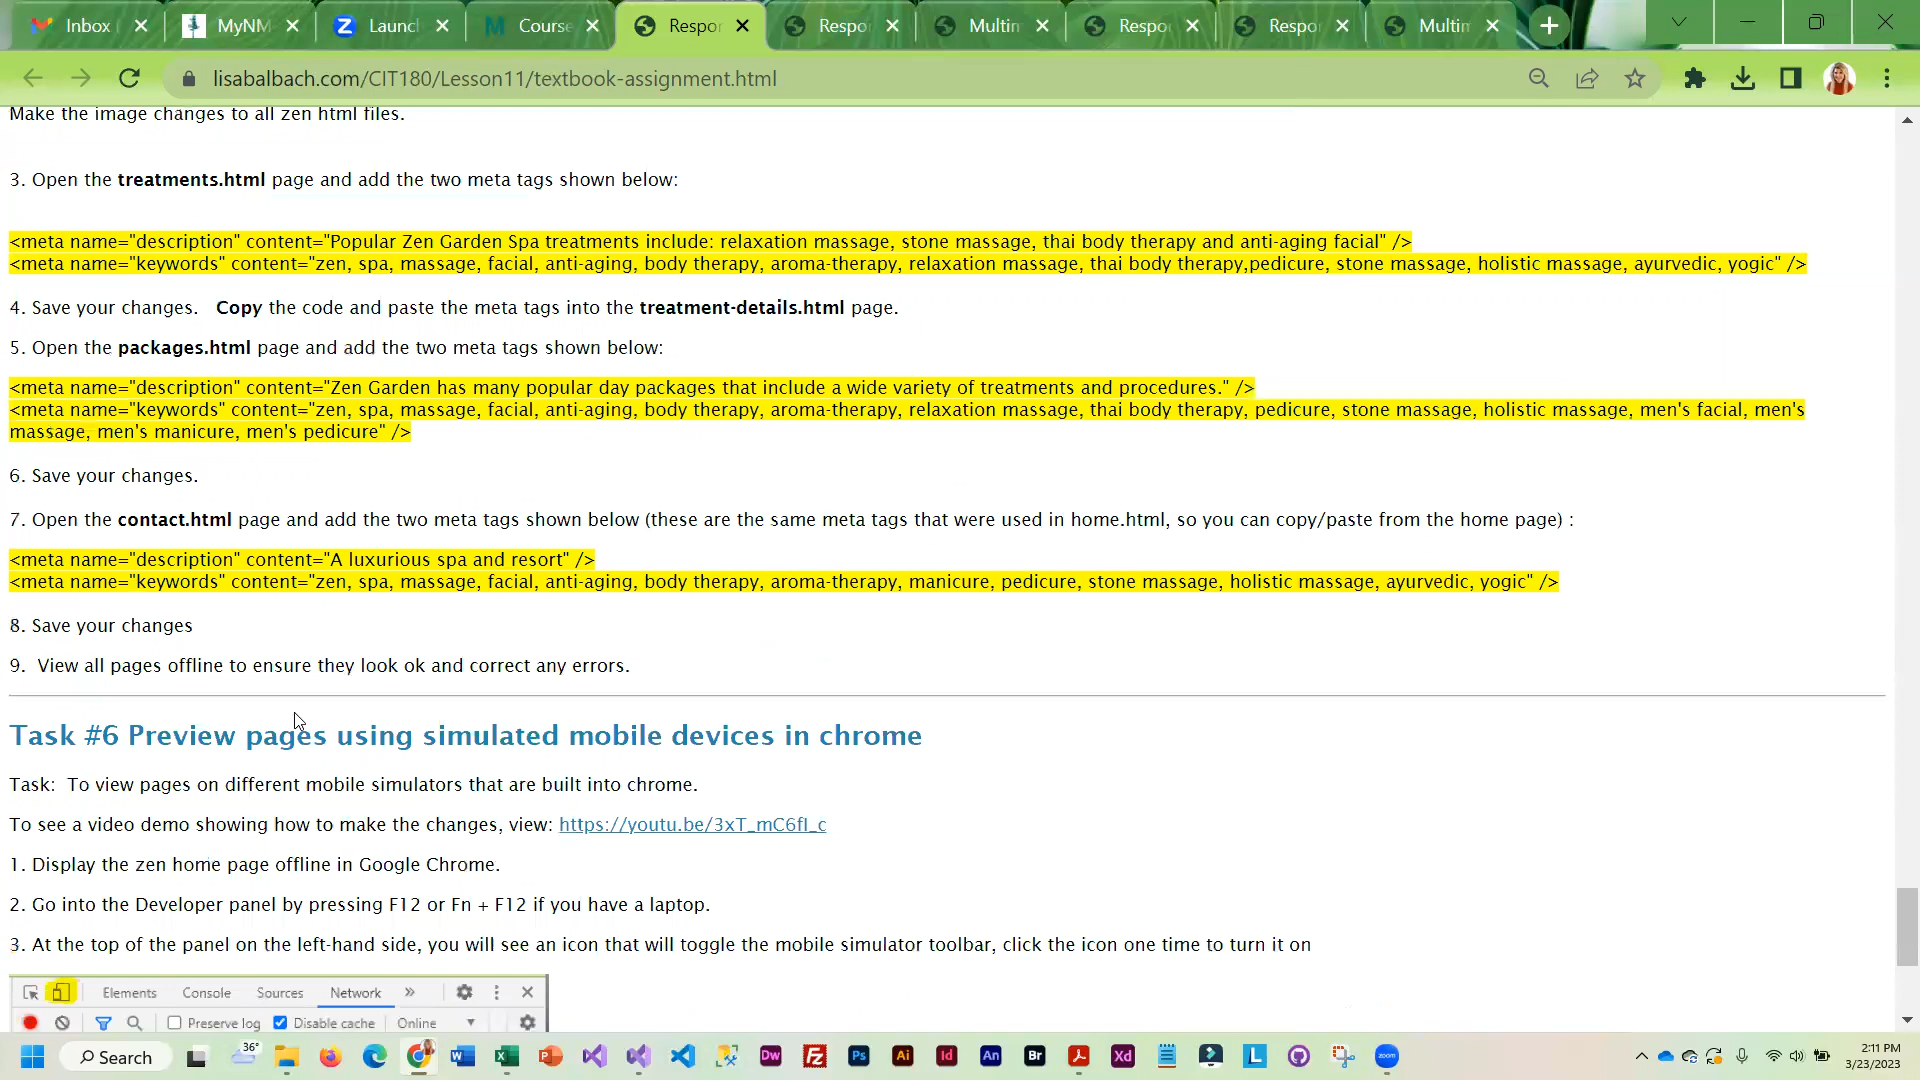 Inbox
MyNM
Launc
Course
Respor
Respor
Multim
Respor
Respor
Multim
lisabalbach.com/CIT180/Lesson11/textbook-assignment.html
Make the image changes to all zen html files.
3. Open the treatments.html page and add the two meta tags shown below:
<meta name="description" content="Popular Zen Garden Spa treatments include: relaxation massage, stone massage, thai body therapy and anti-aging facial" />
<meta name="keywords" content="zen, spa, massage, facial, anti-aging, body therapy, aroma-therapy, relaxation massage, thai body therapy,pedicure, stone massage, holistic massage, ayurvedic, yogic" />
4. Save your changes. Copy the code and paste the meta tags into the treatment-details.html page.
5. Open the packages.html page and add the two meta tags shown below:
<meta name="description" content="Zen Garden has many popular day packages that include a wide variety of treatments and procedures." />
<meta name="keywords" content="zen, spa, massage, facial, anti-aging, body therapy, aroma-therapy, relaxation massage, thai body therapy, pedicure, stone massage, holistic massage, men's facial, men's
massage, men's manicure, men's pedicure" />
6. Save your changes.
7. Open the contact.html page and add the two meta tags shown below (these are the same meta tags that were used in home.html, so you can copy/paste from the home page) :
<meta name="description" content="A luxurious spa and resort" />
<meta name="keywords" content="zen, spa, massage, facial, anti-aging, body therapy, aroma-therapy, manicure, pedicure, stone massage, holistic massage, ayurvedic, yogic" />
8. Save your changes
9. View all pages offline to ensure they look ok and correct any errors.
Task #6 Preview pages using simulated mobile devices in chrome
Task: To view pages on different mobile simulators that are built into chrome.
To see a video demo showing how to make the changes, view: https://youtu.be/3xT_mC6fI_c
1. Display the zen home page offline in Google Chrome.
2. Go into the Developer panel by pressing F12 or Fn + F12 if you have a laptop.
3. At the top of the panel on the left-hand side, you will see an icon that will toggle the mobile simulator toolbar, click the icon one time to turn it on
Elements Console Sources Network »
Preserve log Disable cache Online
Search
36°
Dw
Fz
Ps
Ai
Id
An
Br
Xd
L
zoom
2:11 PM
3/23/2023